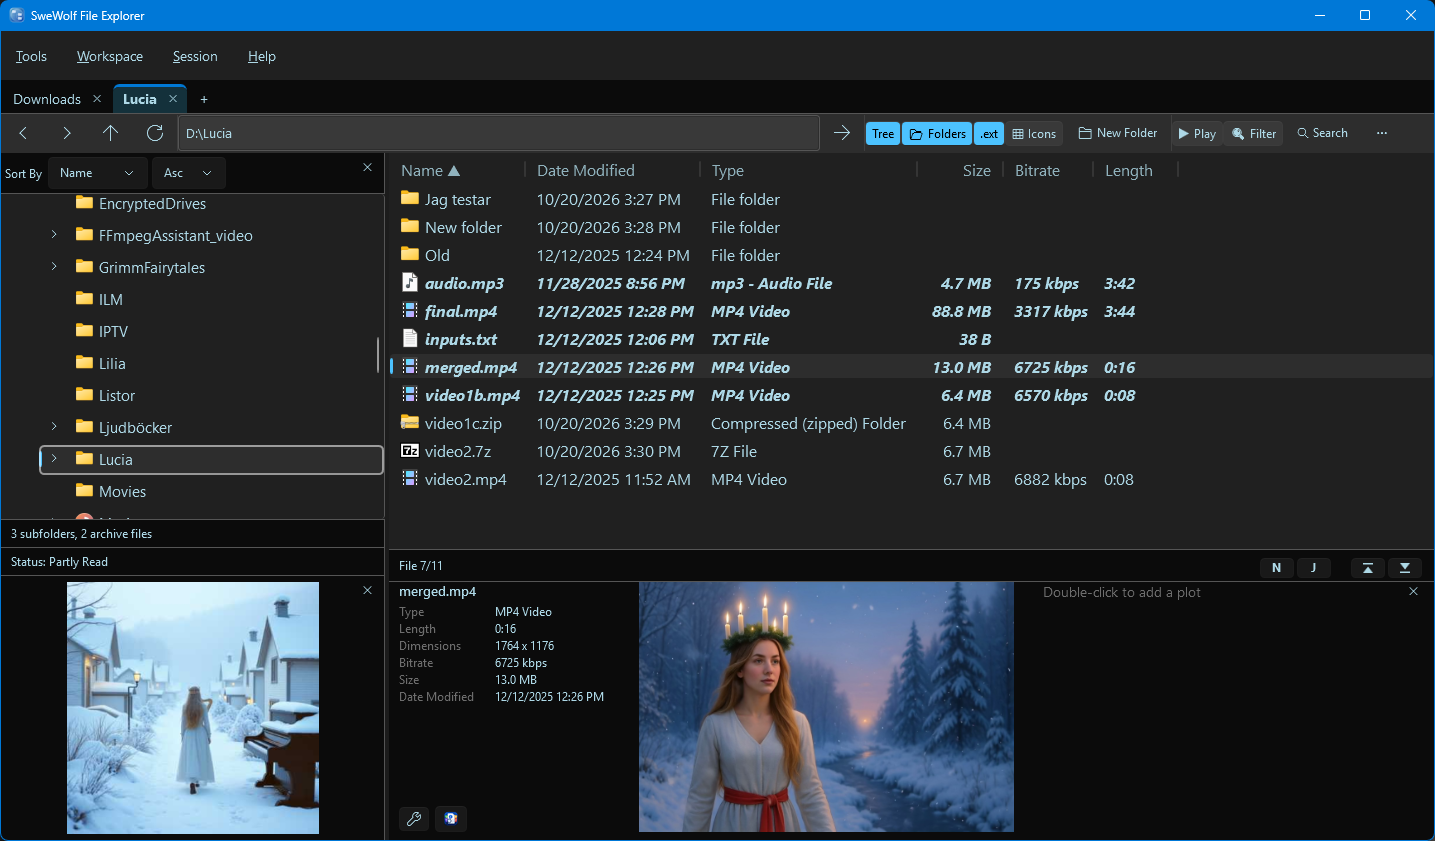 SweWolf File Explorer
Tools Workspace Session Help
Downloads Lucia
D:\Lucia Tree Folders .ext Icons New Folder Play Filter Search ...
Sort By Name Asc
EncryptedDrives
FFmpegAssistant_video
GrimmFairytales
ILM
IPTV
Lilia
Listor
Ljudböcker
Lucia
Movies
3 subfolders, 2 archive files
Status: Partly Read
Name Date Modified Type Size Bitrate Length
Jag testar 10/20/2026 3:27 PM File folder
New folder 10/20/2026 3:28 PM File folder
Old 12/12/2025 12:24 PM File folder
audio.mp3 11/28/2025 8:56 PM mp3 - Audio File 4.7 MB 175 kbps 3:42
final.mp4 12/12/2025 12:28 PM MP4 Video 88.8 MB 3317 kbps 3:44
inputs.txt 12/12/2025 12:06 PM TXT File 38 B
merged.mp4 12/12/2025 12:26 PM MP4 Video 13.0 MB 6725 kbps 0:16
video1b.mp4 12/12/2025 12:25 PM MP4 Video 6.4 MB 6570 kbps 0:08
video1c.zip 10/20/2026 3:29 PM Compressed (zipped) Folder 6.4 MB
7z video2.7z 10/20/2026 3:30 PM 7Z File 6.7 MB
video2.mp4 12/12/2025 11:52 AM MP4 Video 6.7 MB 6882 kbps 0:08
File 7/11 N J
merged.mp4
Type MP4 Video
Length 0:16
Dimensions 1764 x 1176
Bitrate 6725 kbps
Size 13.0 MB
Date Modified 12/12/2025 12:26 PM
Double-click to add a plot